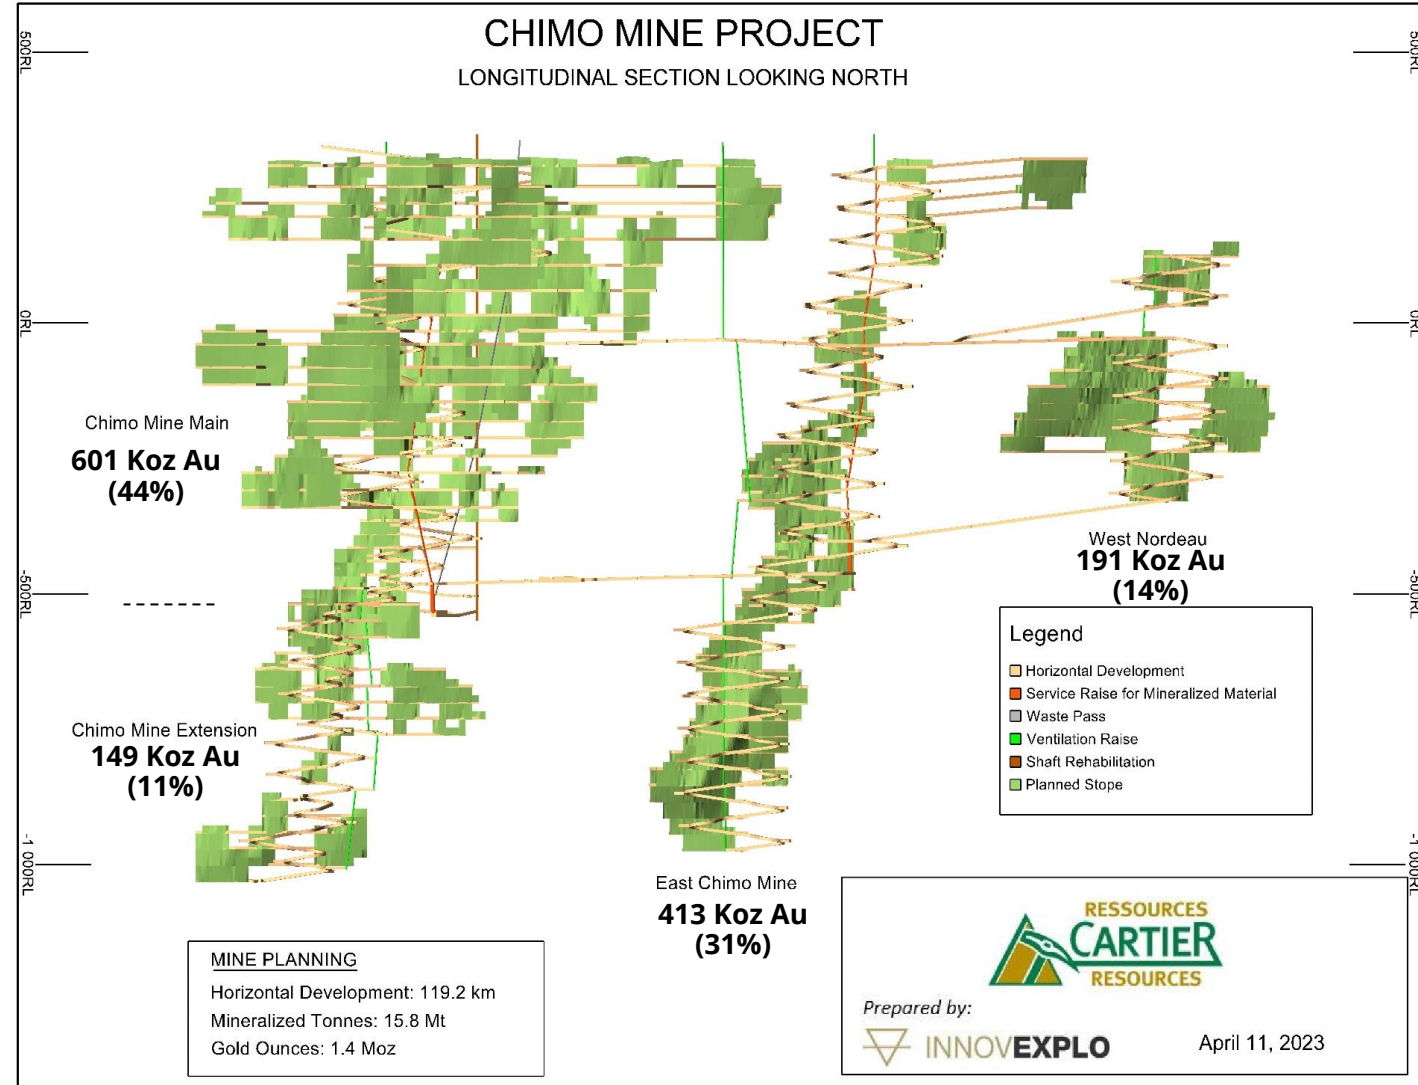 CHIMO MINE PROJECT
LONGITUDINAL SECTION LOOKING NORTH
500RL
500RL
0RL
0RL
Chimo Mine Main
601 Koz Au
(44%)
-500RL
-500RL
West Nordeau
191 Koz Au
(14%)
Legend
Horizontal Development
Service Raise for Mineralized Material
Waste Pass
Ventilation Raise
Shaft Rehabilitation
Planned Stope
Chimo Mine Extension
149 Koz Au
(11%)
-1 000RL
-1 000RL
East Chimo Mine
413 Koz Au
(31%)
MINE PLANNING
Horizontal Development: 119.2 km
Mineralized Tonnes: 15.8 Mt
Gold Ounces: 1.4 Moz
RESSOURCES
CARTIER
RESOURCES
Prepared by:
INNOVEXPLO
April 11, 2023